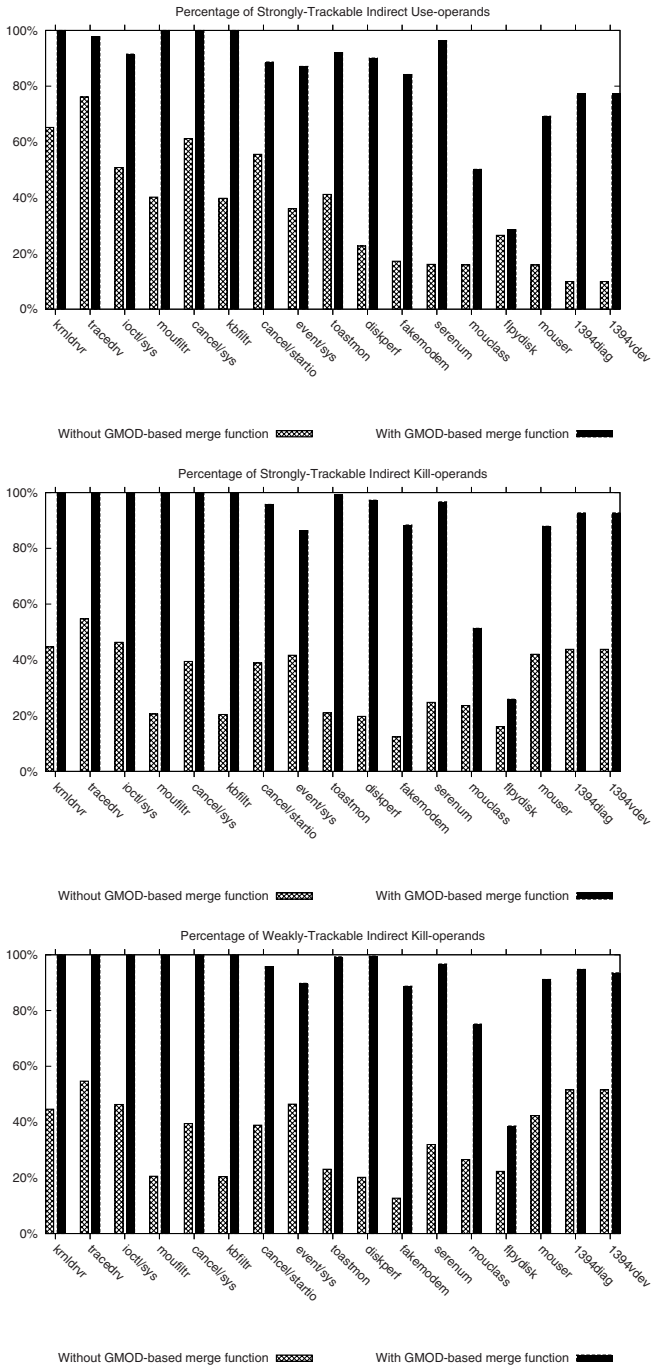 Percentage of Strongly-Trackable Indirect Use-operands
100%
80%
60%
40%
20%
0%
krnldrvr
tracedrv
ioctl/sys
moufiltr
cancel/sys
kbfiltr
cancel/startio
event/sys
toastmon
diskperf
fakemodem
serenum
mouclass
flpydisk
mouser
1394diag
1394vdev
Without GMOD-based merge function
With GMOD-based merge function
Percentage of Strongly-Trackable Indirect Kill-operands
100%
80%
60%
40%
20%
0%
krnldrvr
tracedrv
ioctl/sys
moufiltr
cancel/sys
kbfiltr
cancel/startio
event/sys
toastmon
diskperf
fakemodem
serenum
mouclass
flpydisk
mouser
1394diag
1394vdev
Without GMOD-based merge function
With GMOD-based merge function
Percentage of Weakly-Trackable Indirect Kill-operands
100%
80%
60%
40%
20%
0%
krnldrvr
tracedrv
ioctl/sys
moufiltr
cancel/sys
kbfiltr
cancel/startio
event/sys
toastmon
diskperf
fakemodem
serenum
mouclass
flpydisk
mouser
1394diag
1394vdev
Without GMOD-based merge function
With GMOD-based merge function